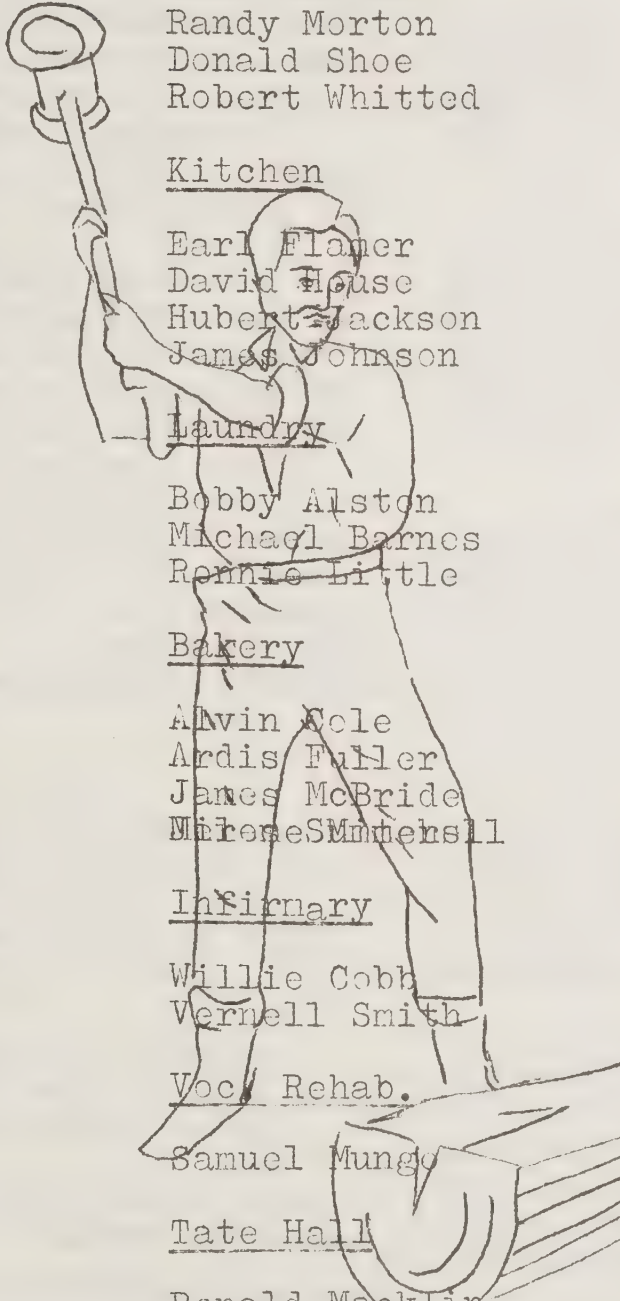 Randy Morton
Donald Shoe
Robert Whitted
Kitchen
Earl Flamer
David House
Hubert Jackson
James Johnson
Laundry
Bobby Alston
Michael Barnes
Ronnie Little
Bakery
Alvin Cole
Ardis Fuller
James McBride
Infirmary
Willie Cobb
Vernell Smith
Voc. Rehab.
Samuel Mungo
Tate Hall